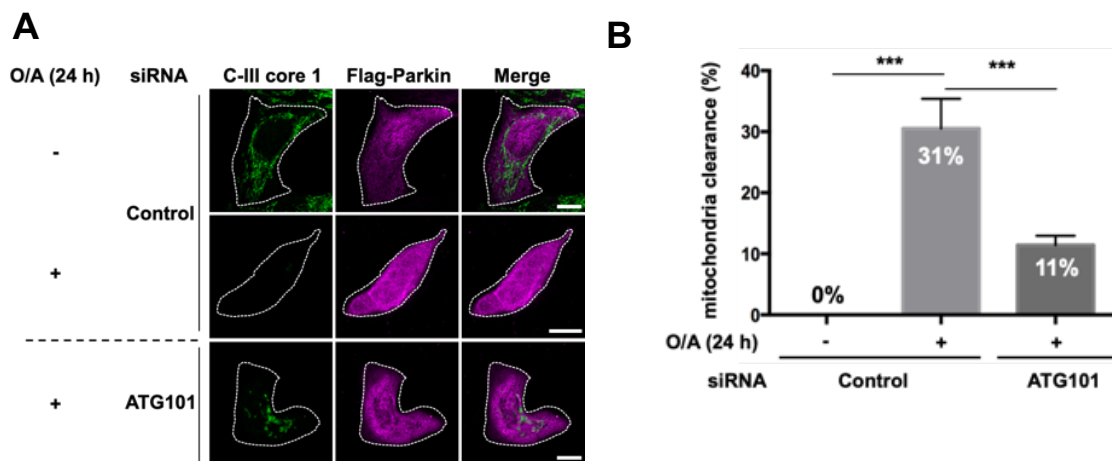 A
O/A (24 h) siRNA C-III core 1 Flag-Parkin Merge
-
Control
+
+ ATG101
B
mitochondria clearance (%)
40
30
20
10
0
*** ***
0%
31%
11%
O/A (24 h) - + +
siRNA Control ATG101